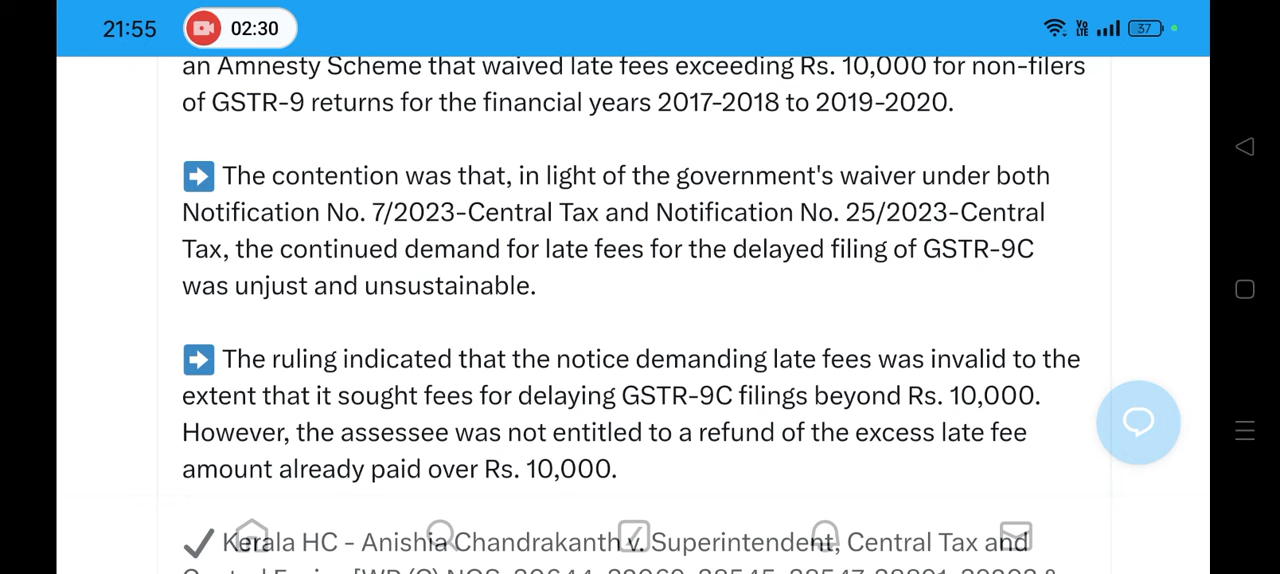 21:55 02:30 Vo LTE 37
an Amnesty Scheme that waived late fees exceeding Rs. 10,000 for non-filers
of GSTR-9 returns for the financial years 2017-2018 to 2019-2020.
➡ The contention was that, in light of the government's waiver under both
Notification No. 7/2023-Central Tax and Notification No. 25/2023-Central
Tax, the continued demand for late fees for the delayed filing of GSTR-9C
was unjust and unsustainable.
➡ The ruling indicated that the notice demanding late fees was invalid to the
extent that it sought fees for delaying GSTR-9C filings beyond Rs. 10,000.
However, the assessee was not entitled to a refund of the excess late fee
amount already paid over Rs. 10,000.
✔ Kerala HC - Anishia Chandrakanth v. Superintendent, Central Tax and